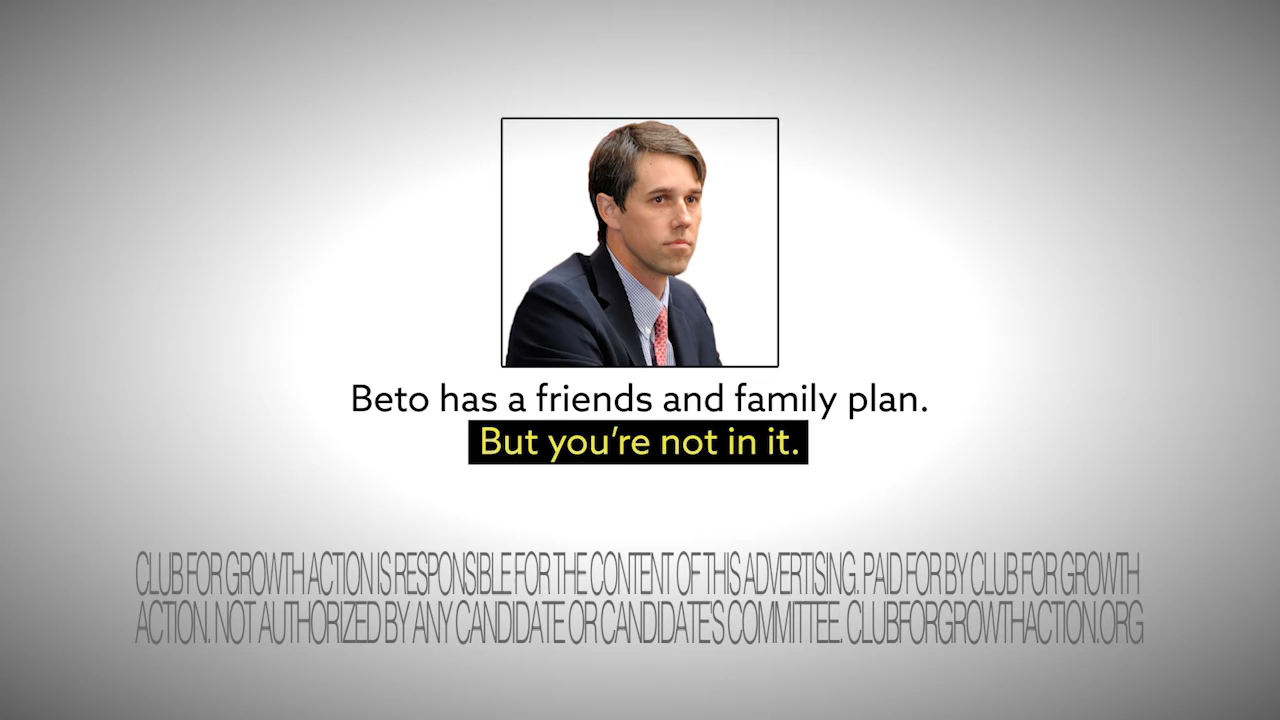 Beto has a friends and family plan.
But you're not in it.
CLUB FOR GROWTH ACTION IS RESPONSIBLE FOR THE CONTENT OF THIS ADVERTISING. PAID FOR BY CLUB FOR GROWTH
ACTION. NOT AUTHORIZED BY ANY CANDIDATE OR CANDIDATE'S COMMITTEE. CLUBFORGROWTHACTION.ORG